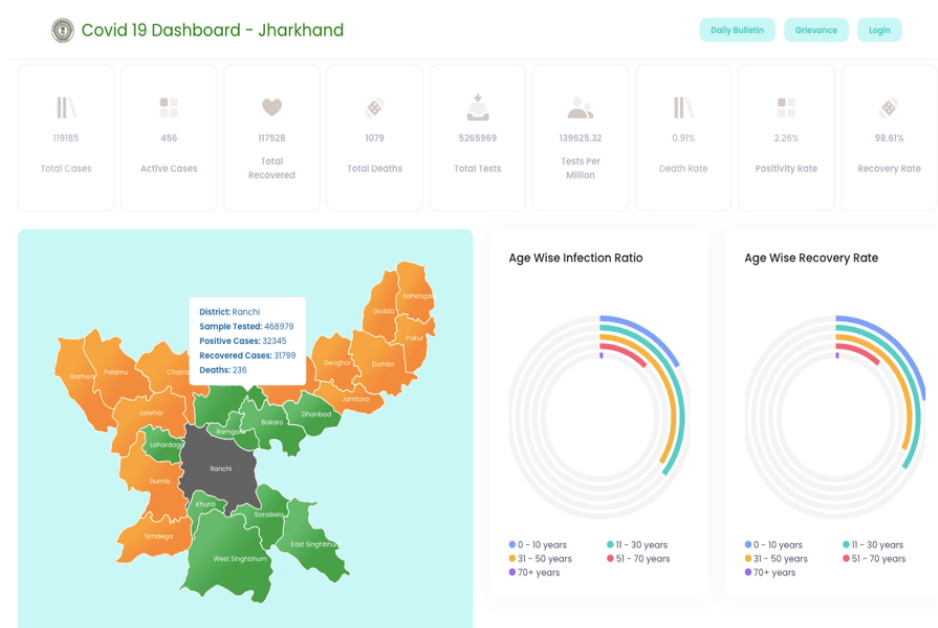 Covid 19 Dashboard - Jharkhand
Daily Bulletin
Grievance
Login
119185
Total Cases
456
Active Cases
117528
Total
Recovered
1079
Total Deaths
5265969
Total Tests
139625.32
Tests Per
Million
0.91%
Death Rate
2.26%
Positivity Rate
98.61%
Recovery Rate
District: Ranchi
Sample Tested: 468979
Positive Cases: 32345
Recovered Cases: 31799
Deaths: 236
Sahebgan
Godda
Pakur
Deoghar
Dumka
Jamtara
Garhwa
Palamu
Chatra
Latehar
Dhanbad
Bokaro
Ramgarh
Lohardaga
Ranchi
Gumla
Khunti
Saraikela
Simdega
West Singhbhum
East Singhbhu
Age Wise Infection Ratio
0 - 10 years
11 - 30 years
31 - 50 years
51 - 70 years
70+ years
Age Wise Recovery Rate
0 - 10 years
11 - 30 years
31 - 50 years
51 - 70 years
70+ years